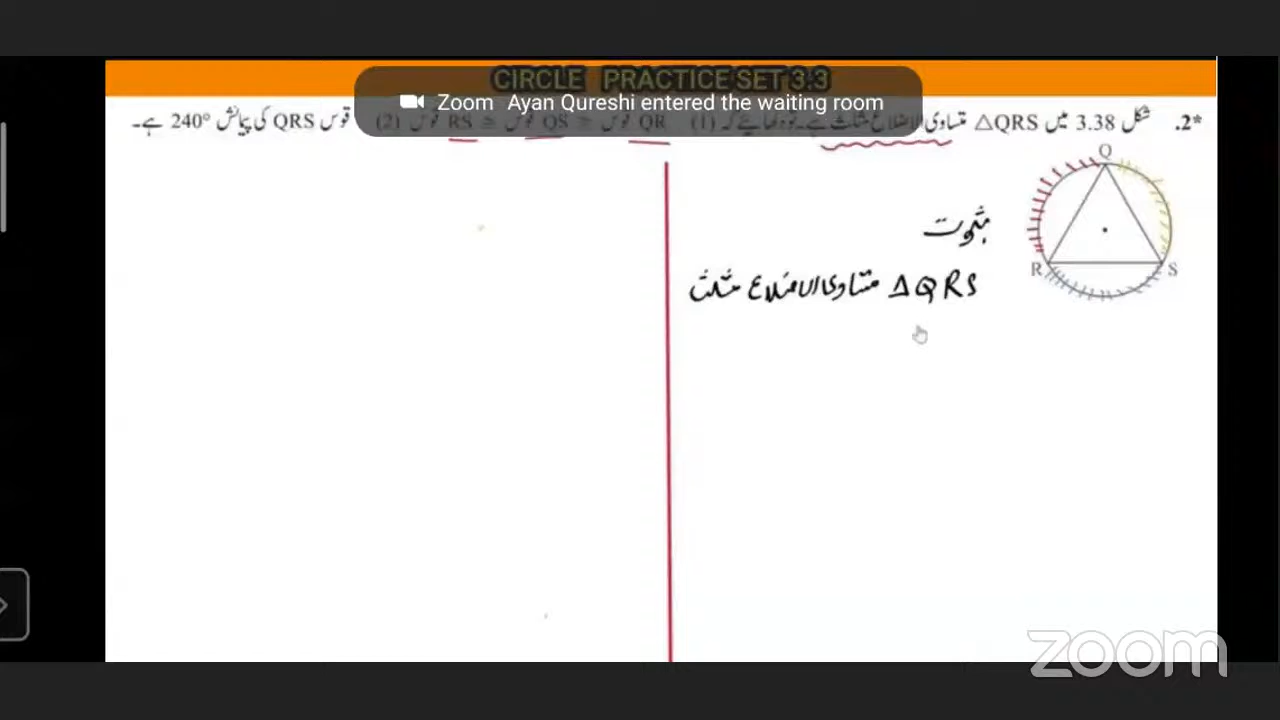 CIRCLE PRACTICE SET 3.3
Zoom Ayan Qureshi entered the waiting room
*2. شکل 3.38 میں △QRS متساوی الاضلاع مثلث ہے۔ تو دکھائیے کہ (1) قوس RS ≅ قوس QS ≅ قوس QR (2) قوس QRS کی پیمائش 240° ہے۔
Q
R
S
ثبوت
△QRS متساوی الاضلاع مثلث
zoom